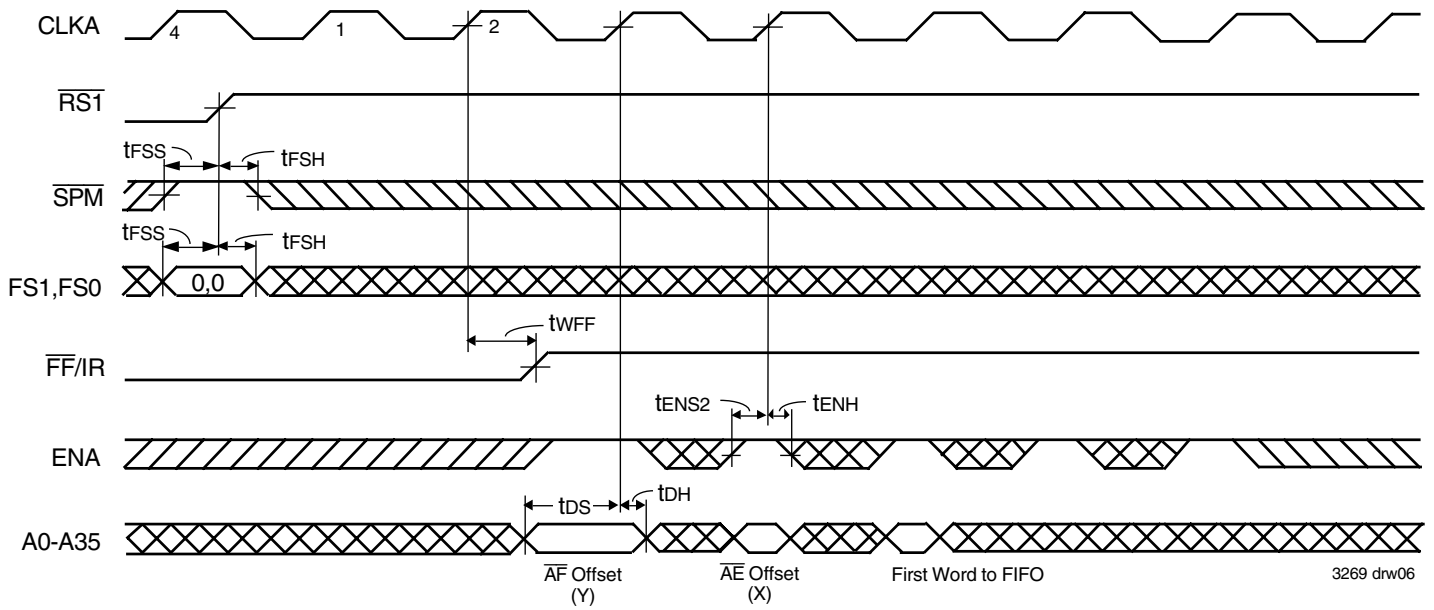 CLKA 4 1 2
RS1
tFSS tFSH
SPM
tFSS tFSH
FS1,FS0 0,0
tWFF
FF/IR
tENS2 tENH
ENA
tDS tDH
A0-A35
AF Offset
(Y)
AE Offset
(X)
First Word to FIFO
3269 drw06